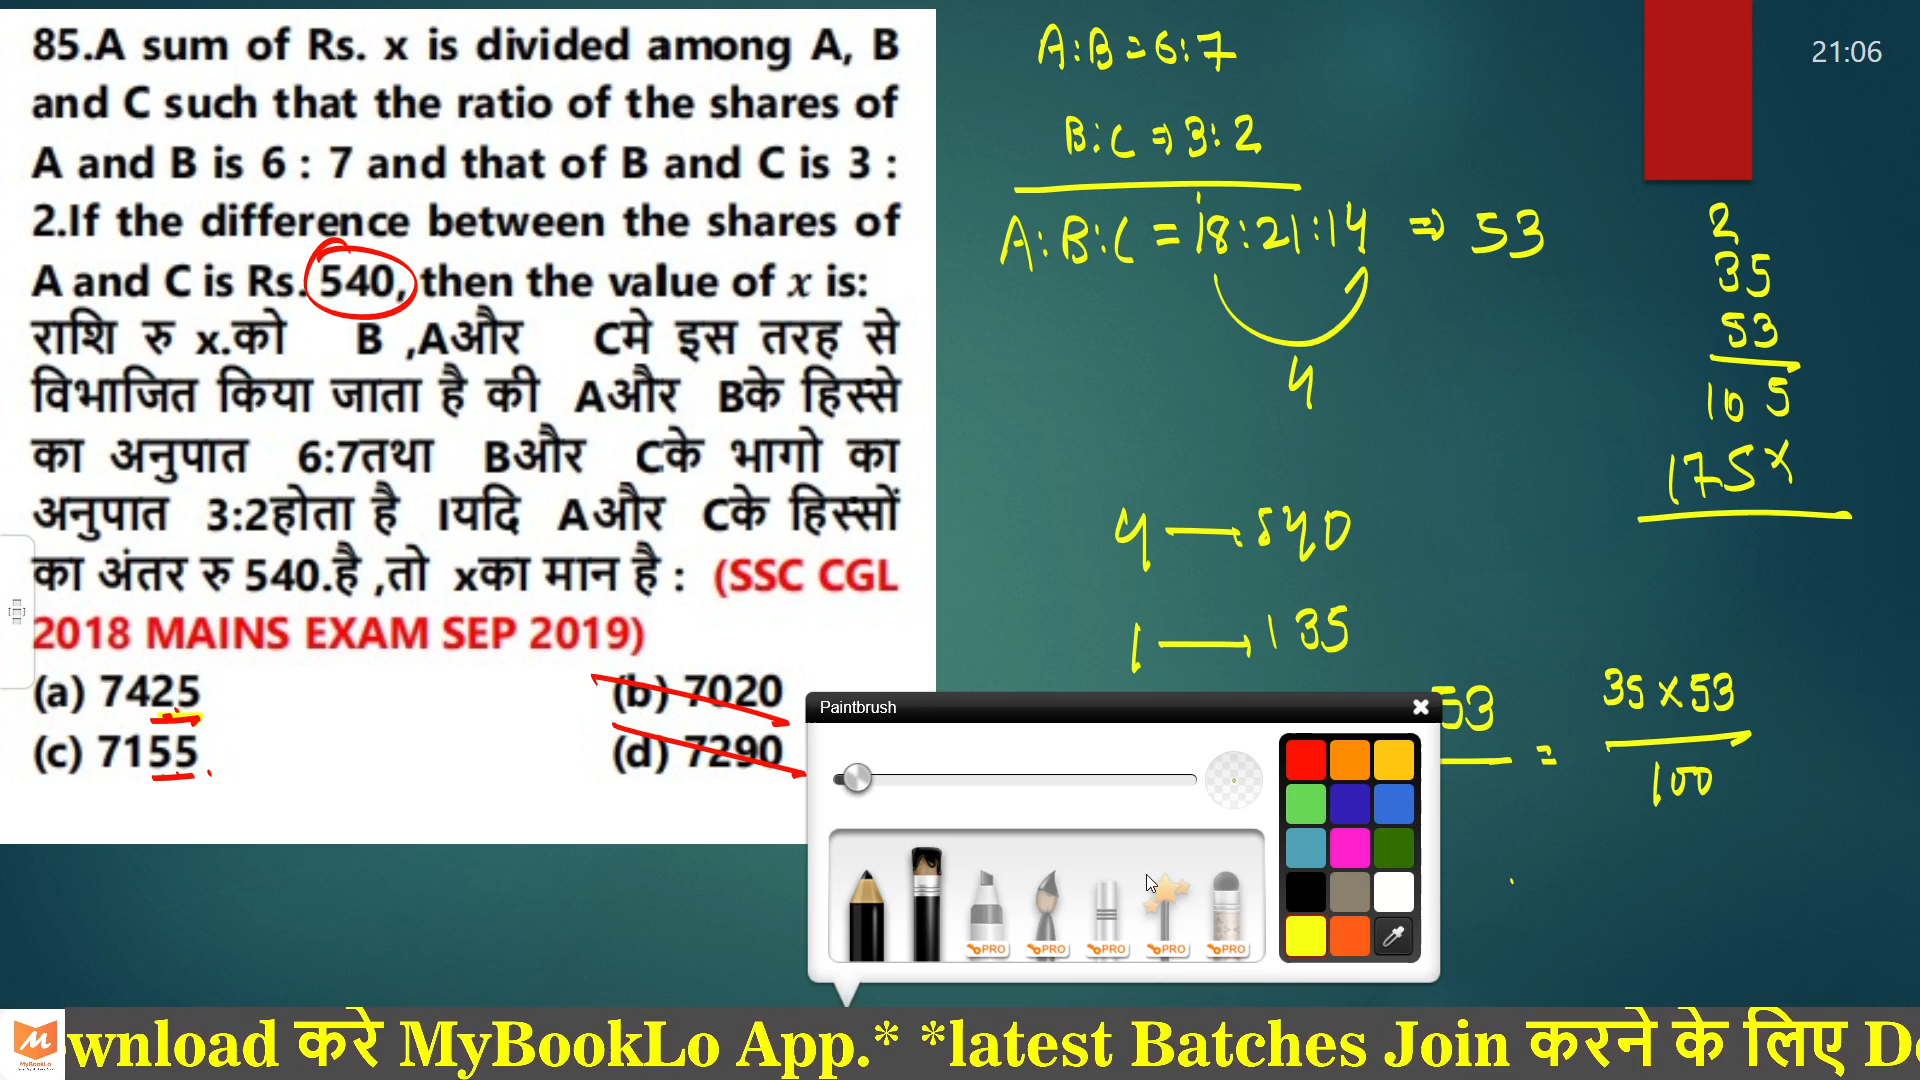 85.A sum of Rs. x is divided among A, B
and C such that the ratio of the shares of
A and B is 6 : 7 and that of B and C is 3 :
2.If the difference between the shares of
A and C is Rs. 540, then the value of x is:
राशि रु x.को B ,Aऔर Cमे इस तरह से
विभाजित किया जाता है की Aऔर Bके हिस्से
का अनुपात 6:7तथा Bऔर Cके भागो का
अनुपात 3:2होता है Iयदि Aऔर Cके हिस्सों
का अंतर रु 540.है ,तो xका मान है : (SSC CGL
2018 MAINS EXAM SEP 2019)
(a) 7425 (b) 7020
(c) 7155 (d) 7290
A:B = 6:7
B:C ⇒ 3:2
A:B:C = 18:21:14 ⇒ 53
4
4 — 540
1 — 135
53
=
35 × 53
100
21:06
2
35
53
105
175×
Paintbrush
PRO PRO PRO PRO PRO
MyBookLo
wnload करे MyBookLo App.* *latest Batches Join करने के लिए D